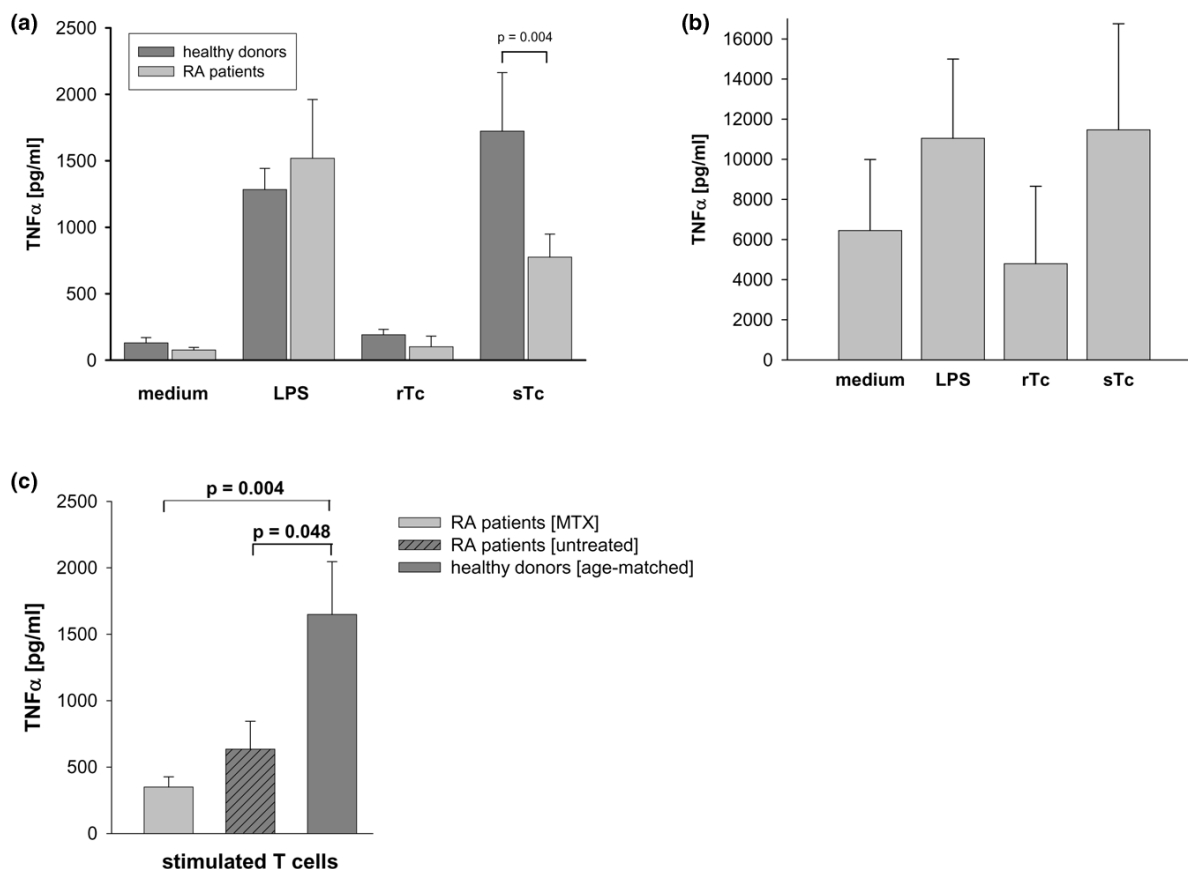 (a)
2500
2000
1500
1000
500
0
TNFα [pg/ml]
healthy donors
RA patients
p = 0.004
medium LPS rTc sTc
(b)
16000
14000
12000
10000
8000
6000
4000
2000
0
TNFα [pg/ml]
medium LPS rTc sTc
(c)
2500
2000
1500
1000
500
0
TNFα [pg/ml]
p = 0.004
p = 0.048
RA patients [MTX]
RA patients [untreated]
healthy donors [age-matched]
stimulated T cells